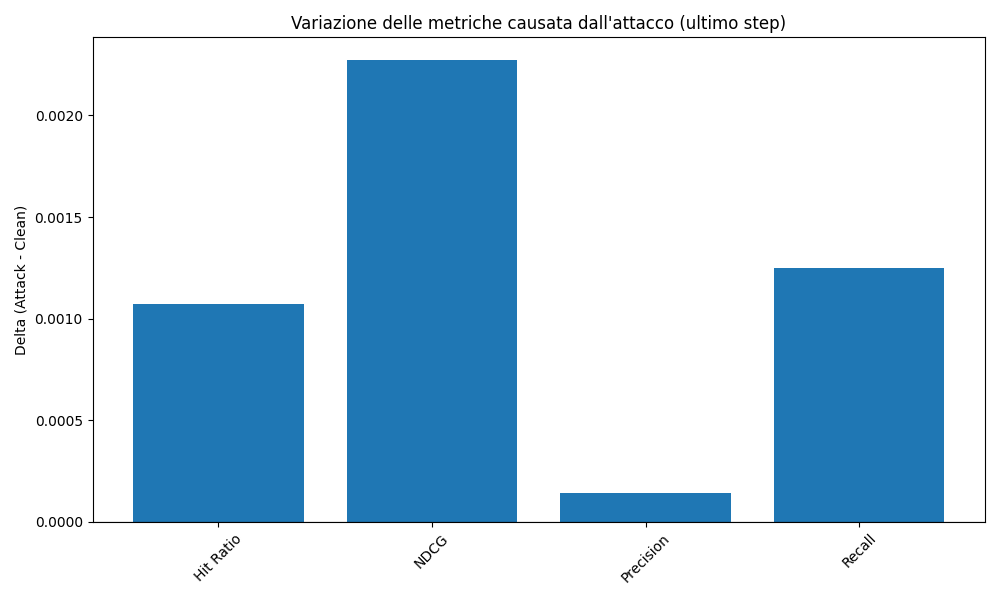 Variazione delle metriche causata dall'attacco (ultimo step)
Delta (Attack - Clean)
0.0020
0.0015
0.0010
0.0005
0.0000
Hit Ratio
NDCG
Precision
Recall